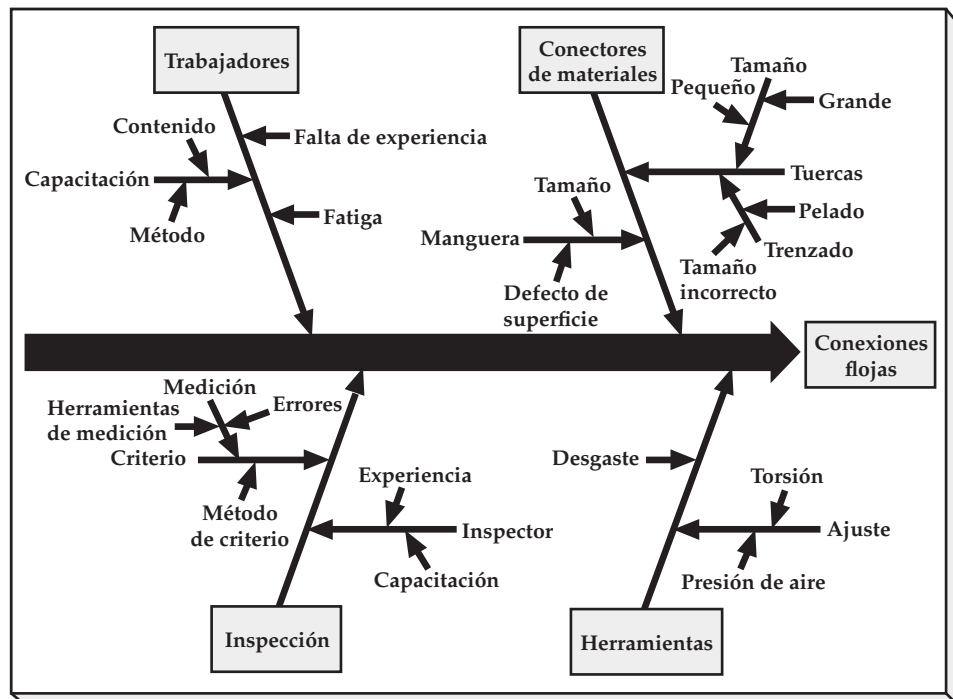 Trabajadores
Contenido
Falta de experiencia
Capacitación
Método
Fatiga
Conectores
de materiales
Tamaño
Pequeño
Grande
Tuercas
Tamaño
Manguera
Defecto de
superficie
Pelado
Trenzado
Tamaño
incorrecto
Conexiones
flojas
Medición
Errores
Herramientas
de medición
Criterio
Método
de criterio
Experiencia
Inspector
Capacitación
Inspección
Desgaste
Torsión
Ajuste
Presión de aire
Herramientas